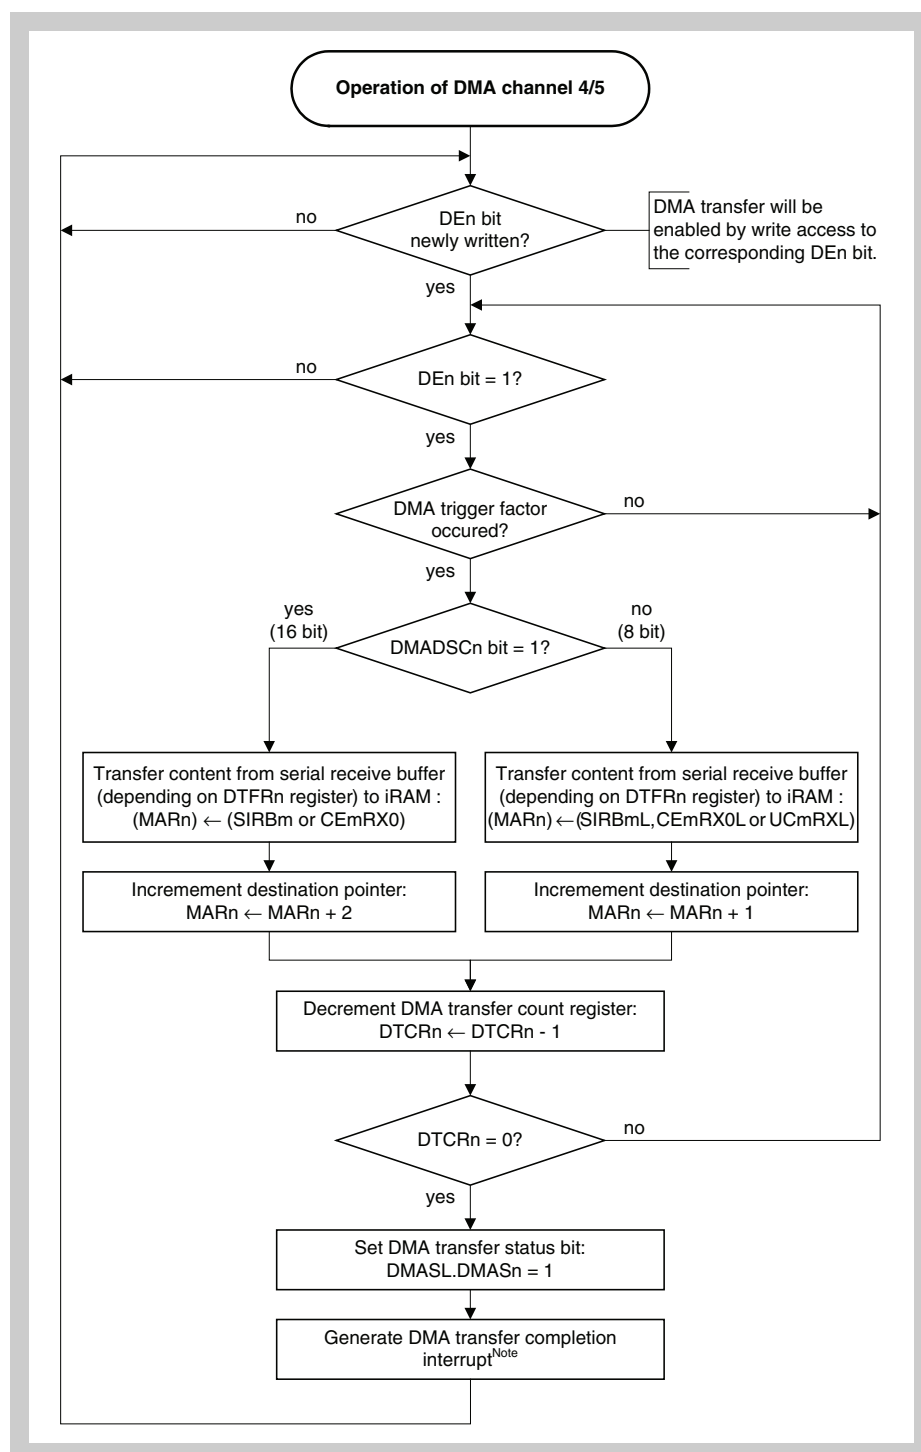 Operation of DMA channel 4/5
no
DEn bit
newly written?
DMA transfer will be
enabled by write access to
the corresponding DEn bit.
yes
no
DEn bit = 1?
yes
DMA trigger factor
occured?
no
yes
yes
(16 bit)
DMADSCn bit = 1?
no
(8 bit)
Transfer content from serial receive buffer
(depending on DTFRn register) to iRAM :
(MARn) ← (SIRBm or CEmRX0)
Transfer content from serial receive buffer
(depending on DTFRn register) to iRAM :
(MARn) ←(SIRBmL,CEmRX0L or UCmRXL)
Incremement destination pointer:
MARn ← MARn + 2
Incremement destination pointer:
MARn ← MARn + 1
Decrement DMA transfer count register:
DTCRn ← DTCRn - 1
DTCRn = 0?
no
yes
Set DMA transfer status bit:
DMASL.DMASn = 1
Generate DMA transfer completion
interruptNote